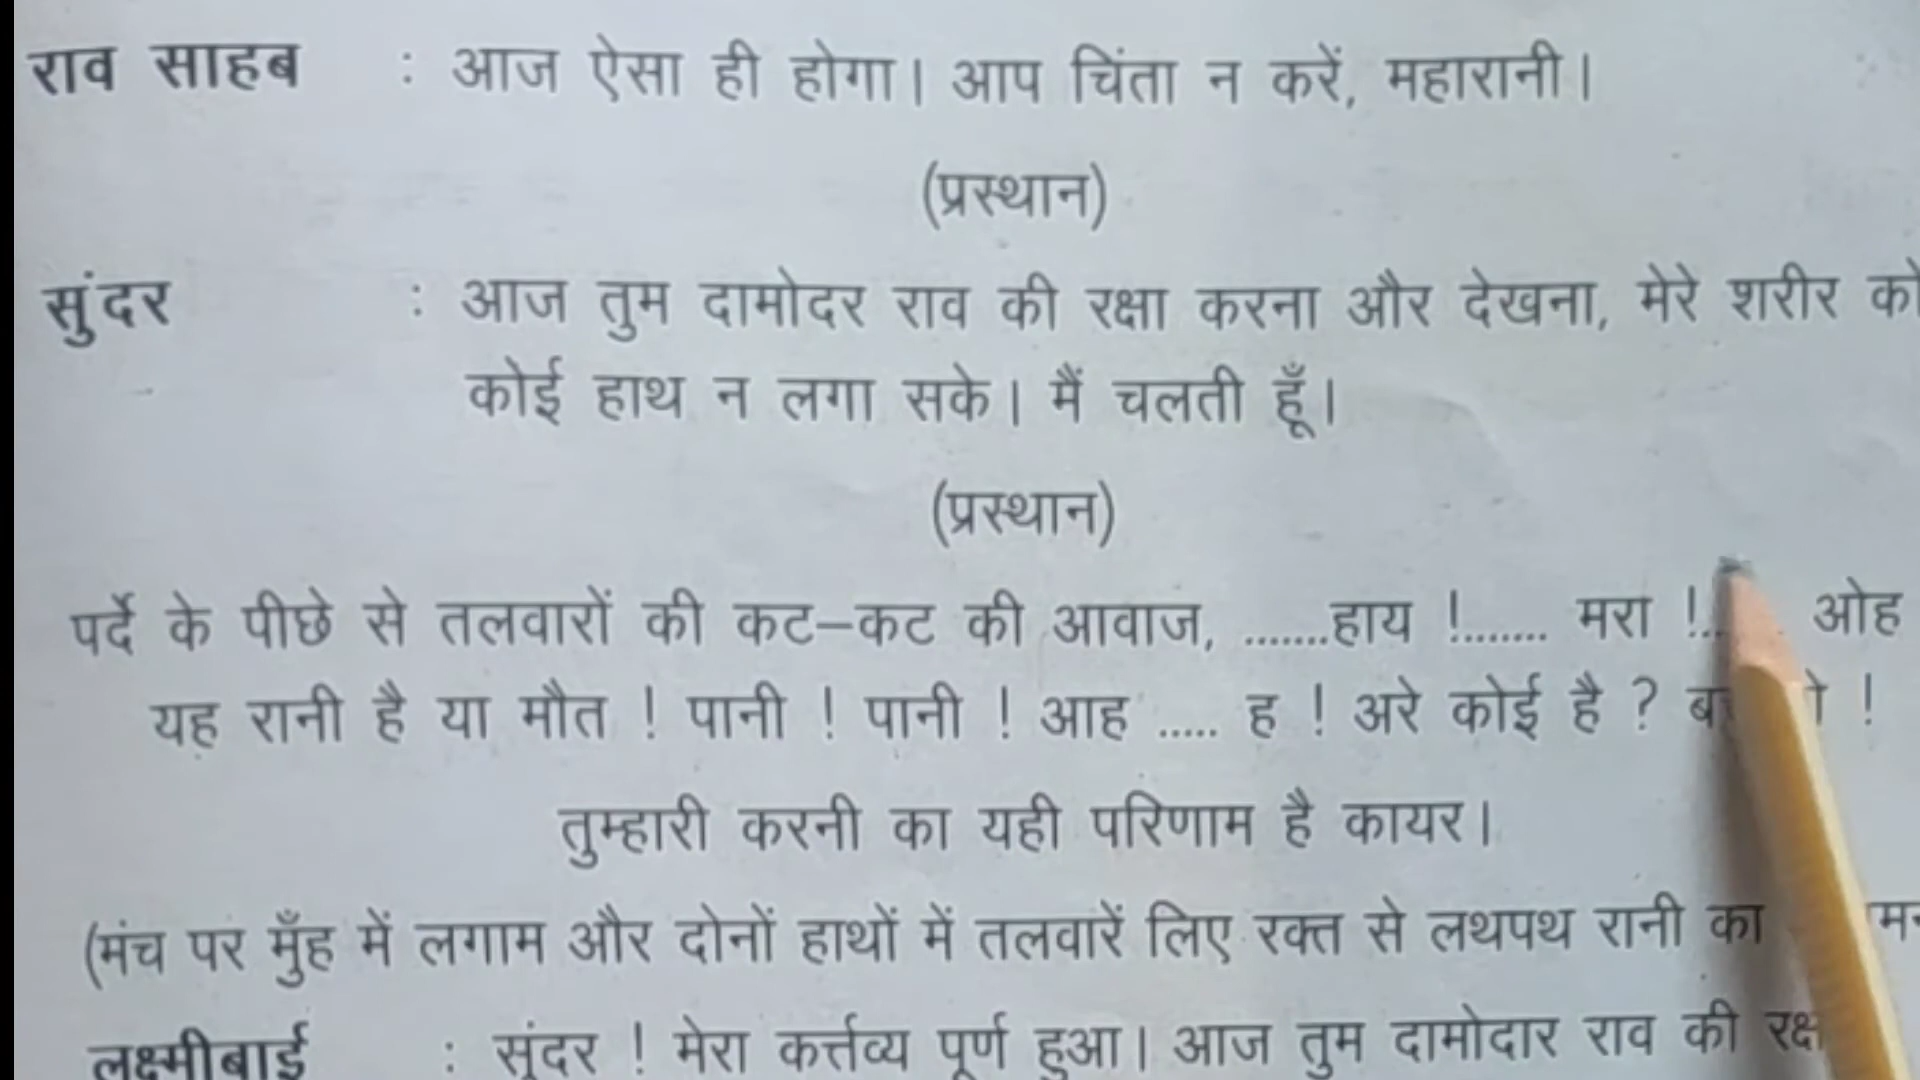 राव साहब : आज ऐसा ही होगा। आप चिंता न करें, महारानी।
(प्रस्थान)
सुंदर : आज तुम दामोदर राव की रक्षा करना और देखना, मेरे शरीर को
कोई हाथ न लगा सके। मैं चलती हूँ।
(प्रस्थान)
पर्दे के पीछे से तलवारों की कट–कट की आवाज, .......हाय !....... मरा !.. ओह
यह रानी है या मौत ! पानी ! पानी ! आह ..... ह ! अरे कोई है ? !
तुम्हारी करनी का यही परिणाम है कायर।
(मंच पर मुँह में लगाम और दोनों हाथों में तलवारें लिए रक्त से लथपथ रानी का
लक्ष्मीबाई : सुंदर ! मेरा कर्त्तव्य पूर्ण हुआ। आज तुम दामोदार राव की